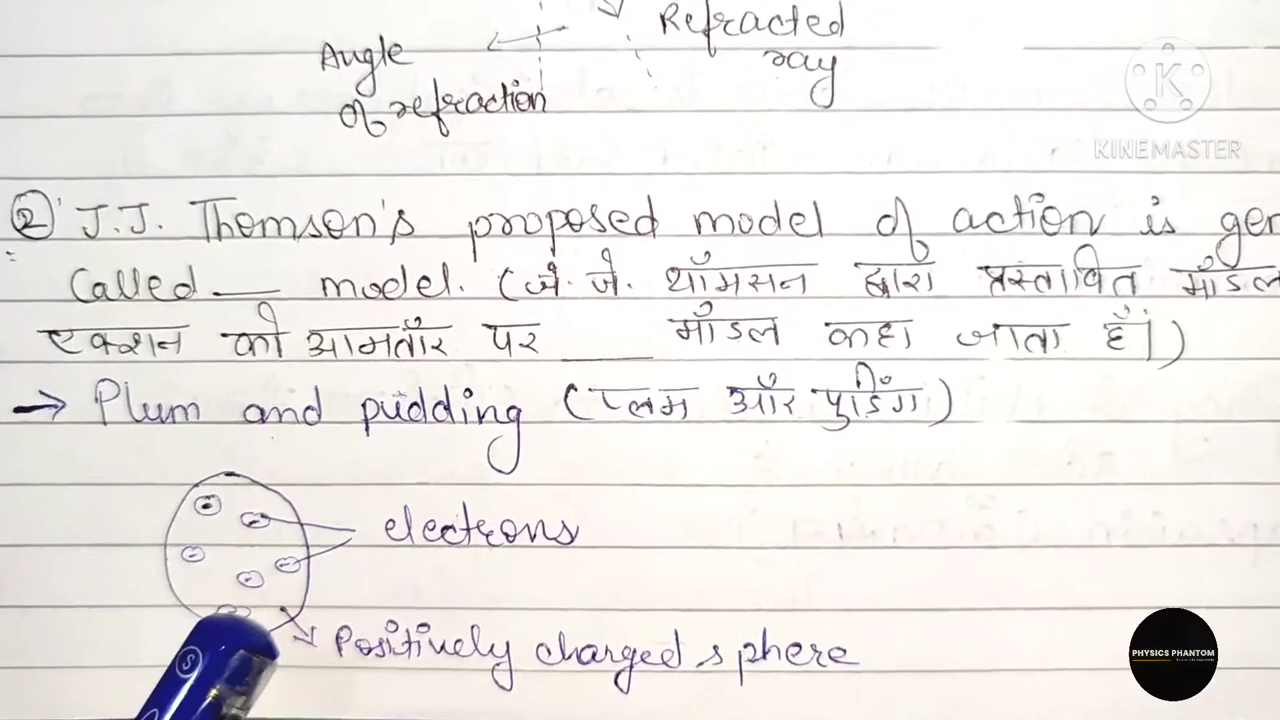 Refracted
ray
Angle
of refraction
K
KINEMASTER
② J.J. Thomson's proposed model of action is gen
Called ___ model. (जे. जे. थॉमसन द्वारा प्रस्तावित मॉडल
एक्शन को आमतौर पर ___ मॉडल कहा जाता है।)
→ Plum and pudding (प्लम और पुडिंग)
electrons
Positively charged sphere
S
PHYSICS PHANTOM